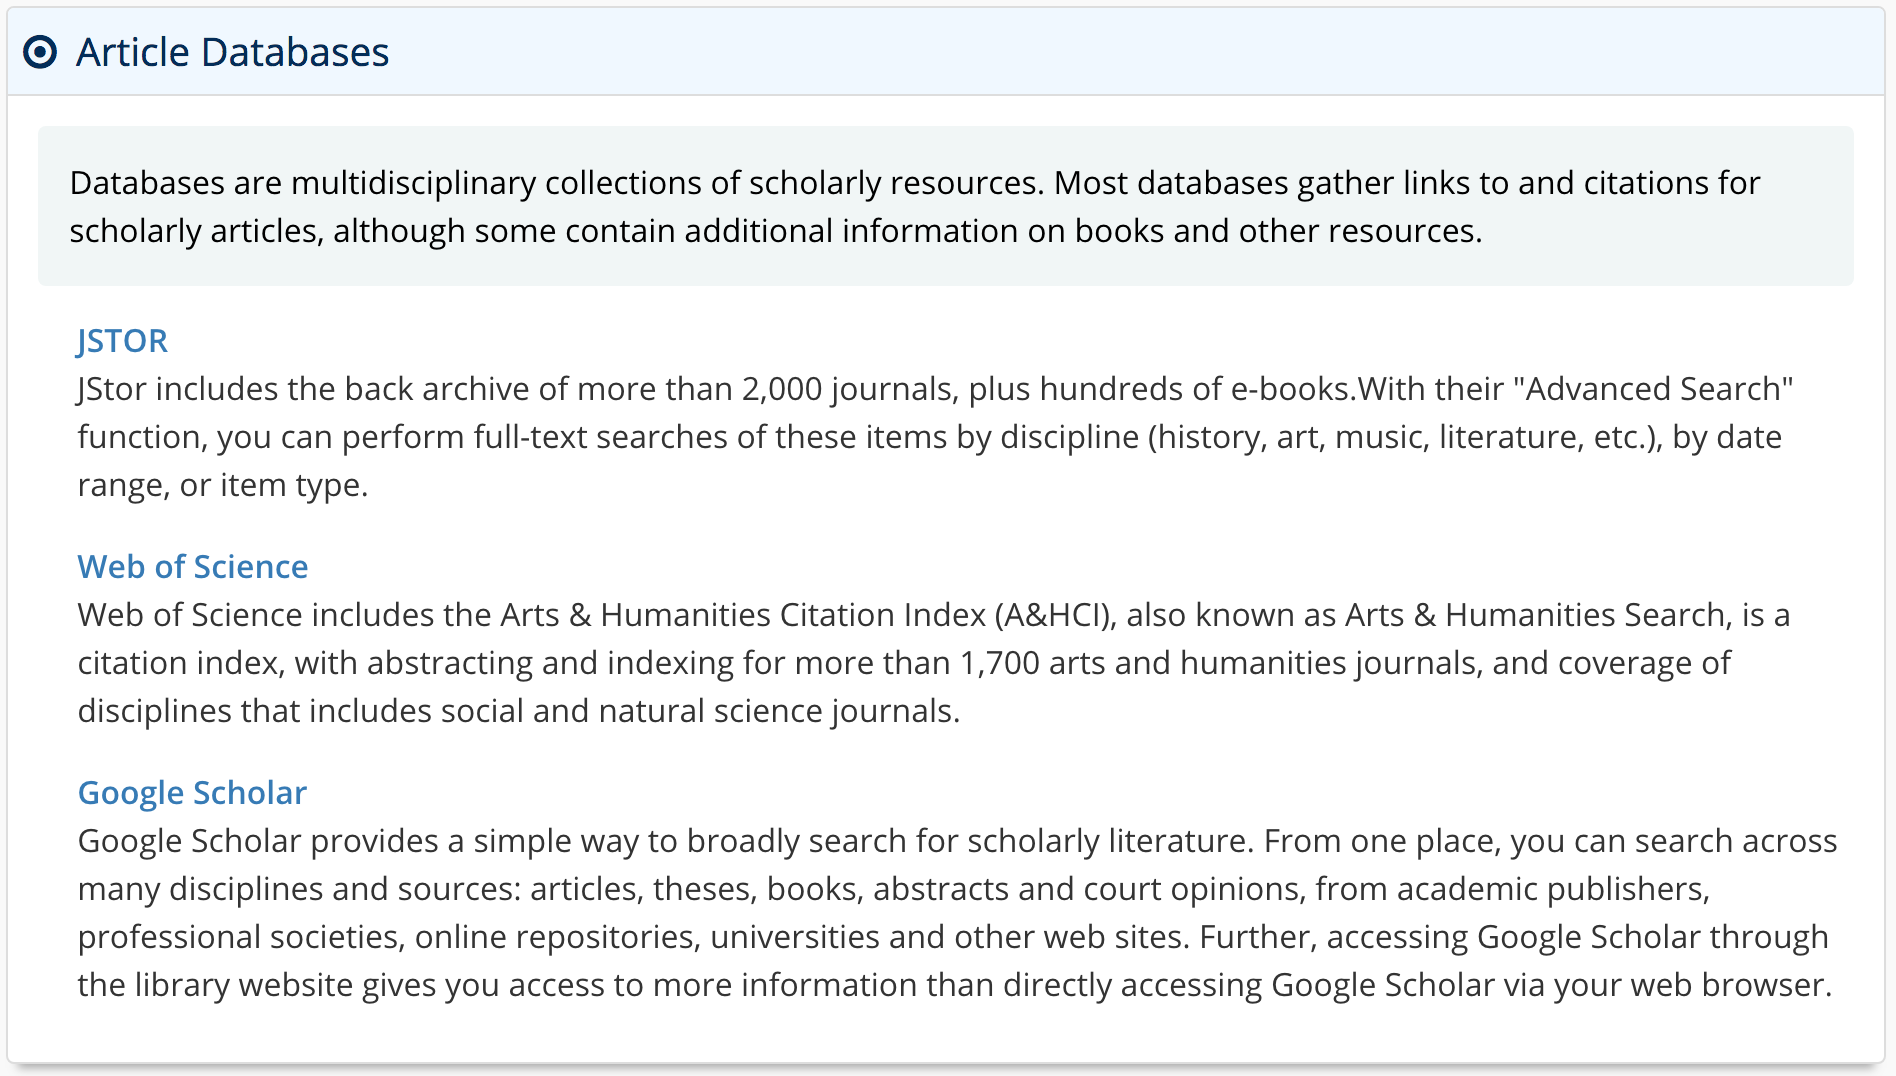 Article Databases
Databases are multidisciplinary collections of scholarly resources. Most databases gather links to and citations for
scholarly articles, although some contain additional information on books and other resources.
JSTOR
JStor includes the back archive of more than 2,000 journals, plus hundreds of e-books.With their "Advanced Search"
function, you can perform full-text searches of these items by discipline (history, art, music, literature, etc.), by date
range, or item type.
Web of Science
Web of Science includes the Arts & Humanities Citation Index (A&HCI), also known as Arts & Humanities Search, is a
citation index, with abstracting and indexing for more than 1,700 arts and humanities journals, and coverage of
disciplines that includes social and natural science journals.
Google Scholar
Google Scholar provides a simple way to broadly search for scholarly literature. From one place, you can search across
many disciplines and sources: articles, theses, books, abstracts and court opinions, from academic publishers,
professional societies, online repositories, universities and other web sites. Further, accessing Google Scholar through
the library website gives you access to more information than directly accessing Google Scholar via your web browser.